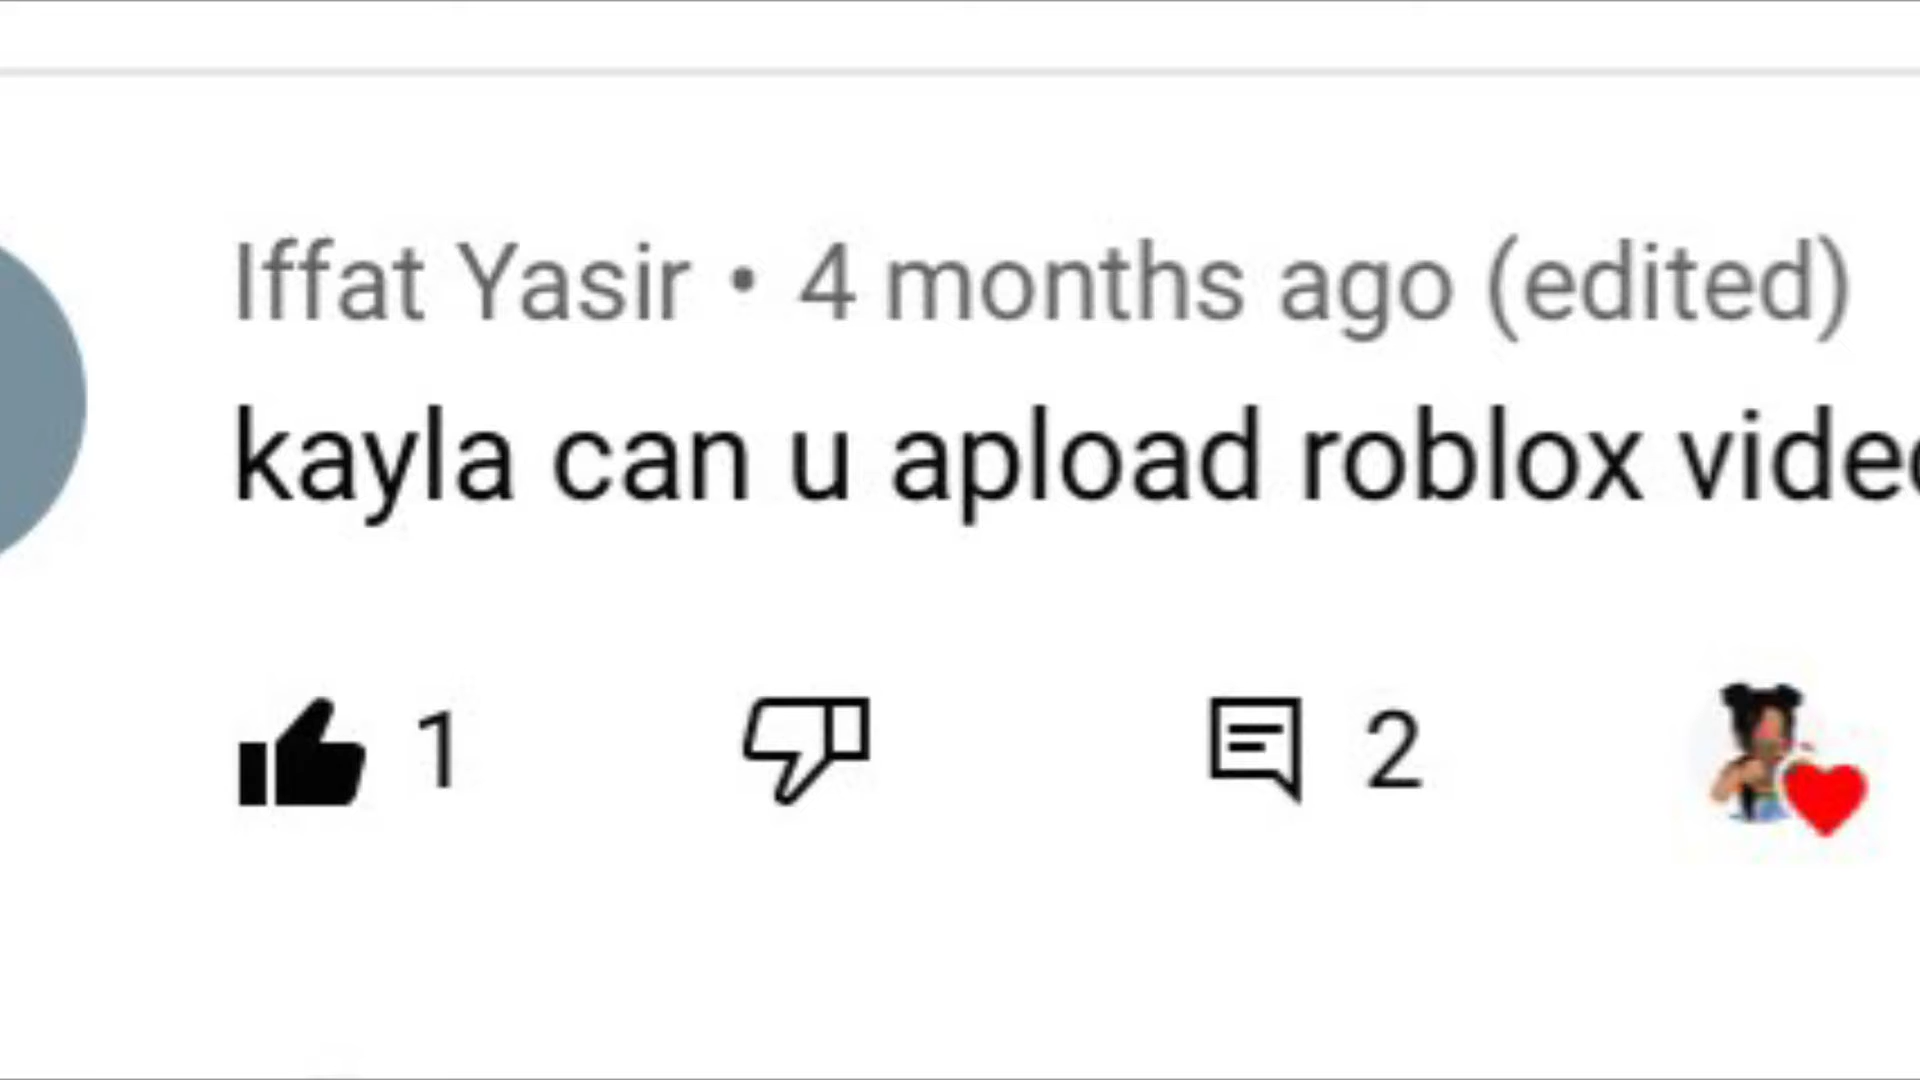 Iffat Yasir • 4 months ago (edited)
kayla can u apload roblox
1
2